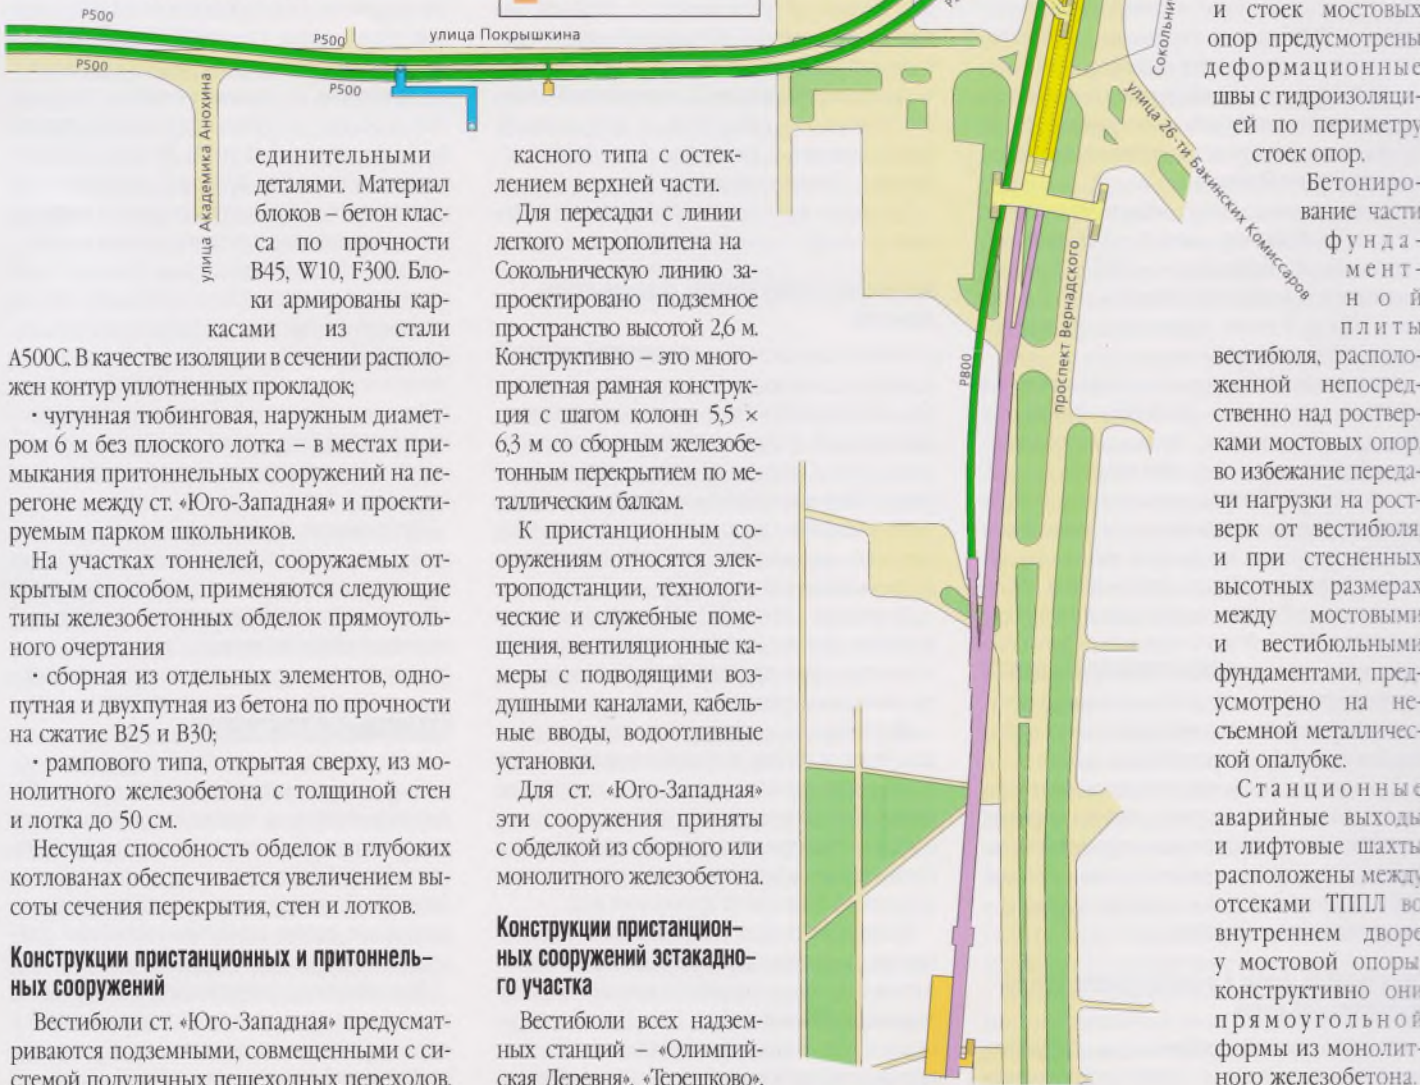 P500
P500
улица Покрышкина
P500
P500
улица Академика Анохина
Сокольни
улица 26-ти Бакинских Комиссаров
проспект Вернадского
P800
единительными
деталями. Материал
блоков – бетон клас-
са по прочности
В45, W10, F300. Бло-
ки армированы кар-
касами из стали
А500С. В качестве изоляции в сечении располо-
жен контур уплотненных прокладок;
· чугунная тюбинговая, наружным диамет-
ром 6 м без плоского лотка – в местах при-
мыкания притоннельных сооружений на пе-
регоне между ст. «Юго-Западная» и проекти-
руемым парком школьников.
На участках тоннелей, сооружаемых от-
крытым способом, применяются следующие
типы железобетонных обделок прямоуголь-
ного очертания
· сборная из отдельных элементов, одно-
путная и двухпутная из бетона по прочности
на сжатие В25 и В30;
· рампового типа, открытая сверху, из мо-
нолитного железобетона с толщиной стен
и лотка до 50 см.
Несущая способность обделок в глубоких
котлованах обеспечивается увеличением вы-
соты сечения перекрытия, стен и лотков.
Конструкции пристанционных и притоннель-
ных сооружений
Вестибюли ст. «Юго-Западная» предусмат-
риваются подземными, совмещенными с си-
стемой подуличных пешеходных переходов,
касного типа с остек-
лением верхней части.
Для пересадки с линии
легкого метрополитена на
Сокольническую линию за-
проектировано подземное
пространство высотой 2,6 м.
Конструктивно – это много-
пролетная рамная конструк-
ция с шагом колонн 5,5 ×
6,3 м со сборным железобе-
тонным перекрытием по ме-
таллическим балкам.
К пристанционным со-
оружениям относятся элек-
троподстанции, технологи-
ческие и служебные поме-
щения, вентиляционные ка-
меры с подводящими воз-
душными каналами, кабель-
ные вводы, водоотливные
установки.
Для ст. «Юго-Западная»
эти сооружения приняты
с обделкой из сборного или
монолитного железобетона.
Конструкции пристанцион-
ных сооружений эстакадно-
го участка
Вестибюли всех надзем-
ных станций – «Олимпий-
ская Деревня», «Терешково»,
и стоек мостовых
опор предусмотрены
деформационные
швы с гидроизоляци-
ей по периметру
стоек опор.
Бетониро-
вание части
фунда-
мент-
ной
плиты
вестибюля, располо-
женной непосред-
ственно над роствер-
ками мостовых опор,
во избежание переда-
чи нагрузки на рост-
верк от вестибюля
и при стесненных
высотных размерах
между мостовыми
и вестибюльными
фундаментами, пред-
усмотрено на не-
съемной металличес-
кой опалубке.
Станционные
аварийные выходы
и лифтовые шахты
расположены между
отсеками ТППЛ во
внутреннем дворе
у мостовой опоры
конструктивно они
прямоугольной
формы из монолит-
ного железобетона